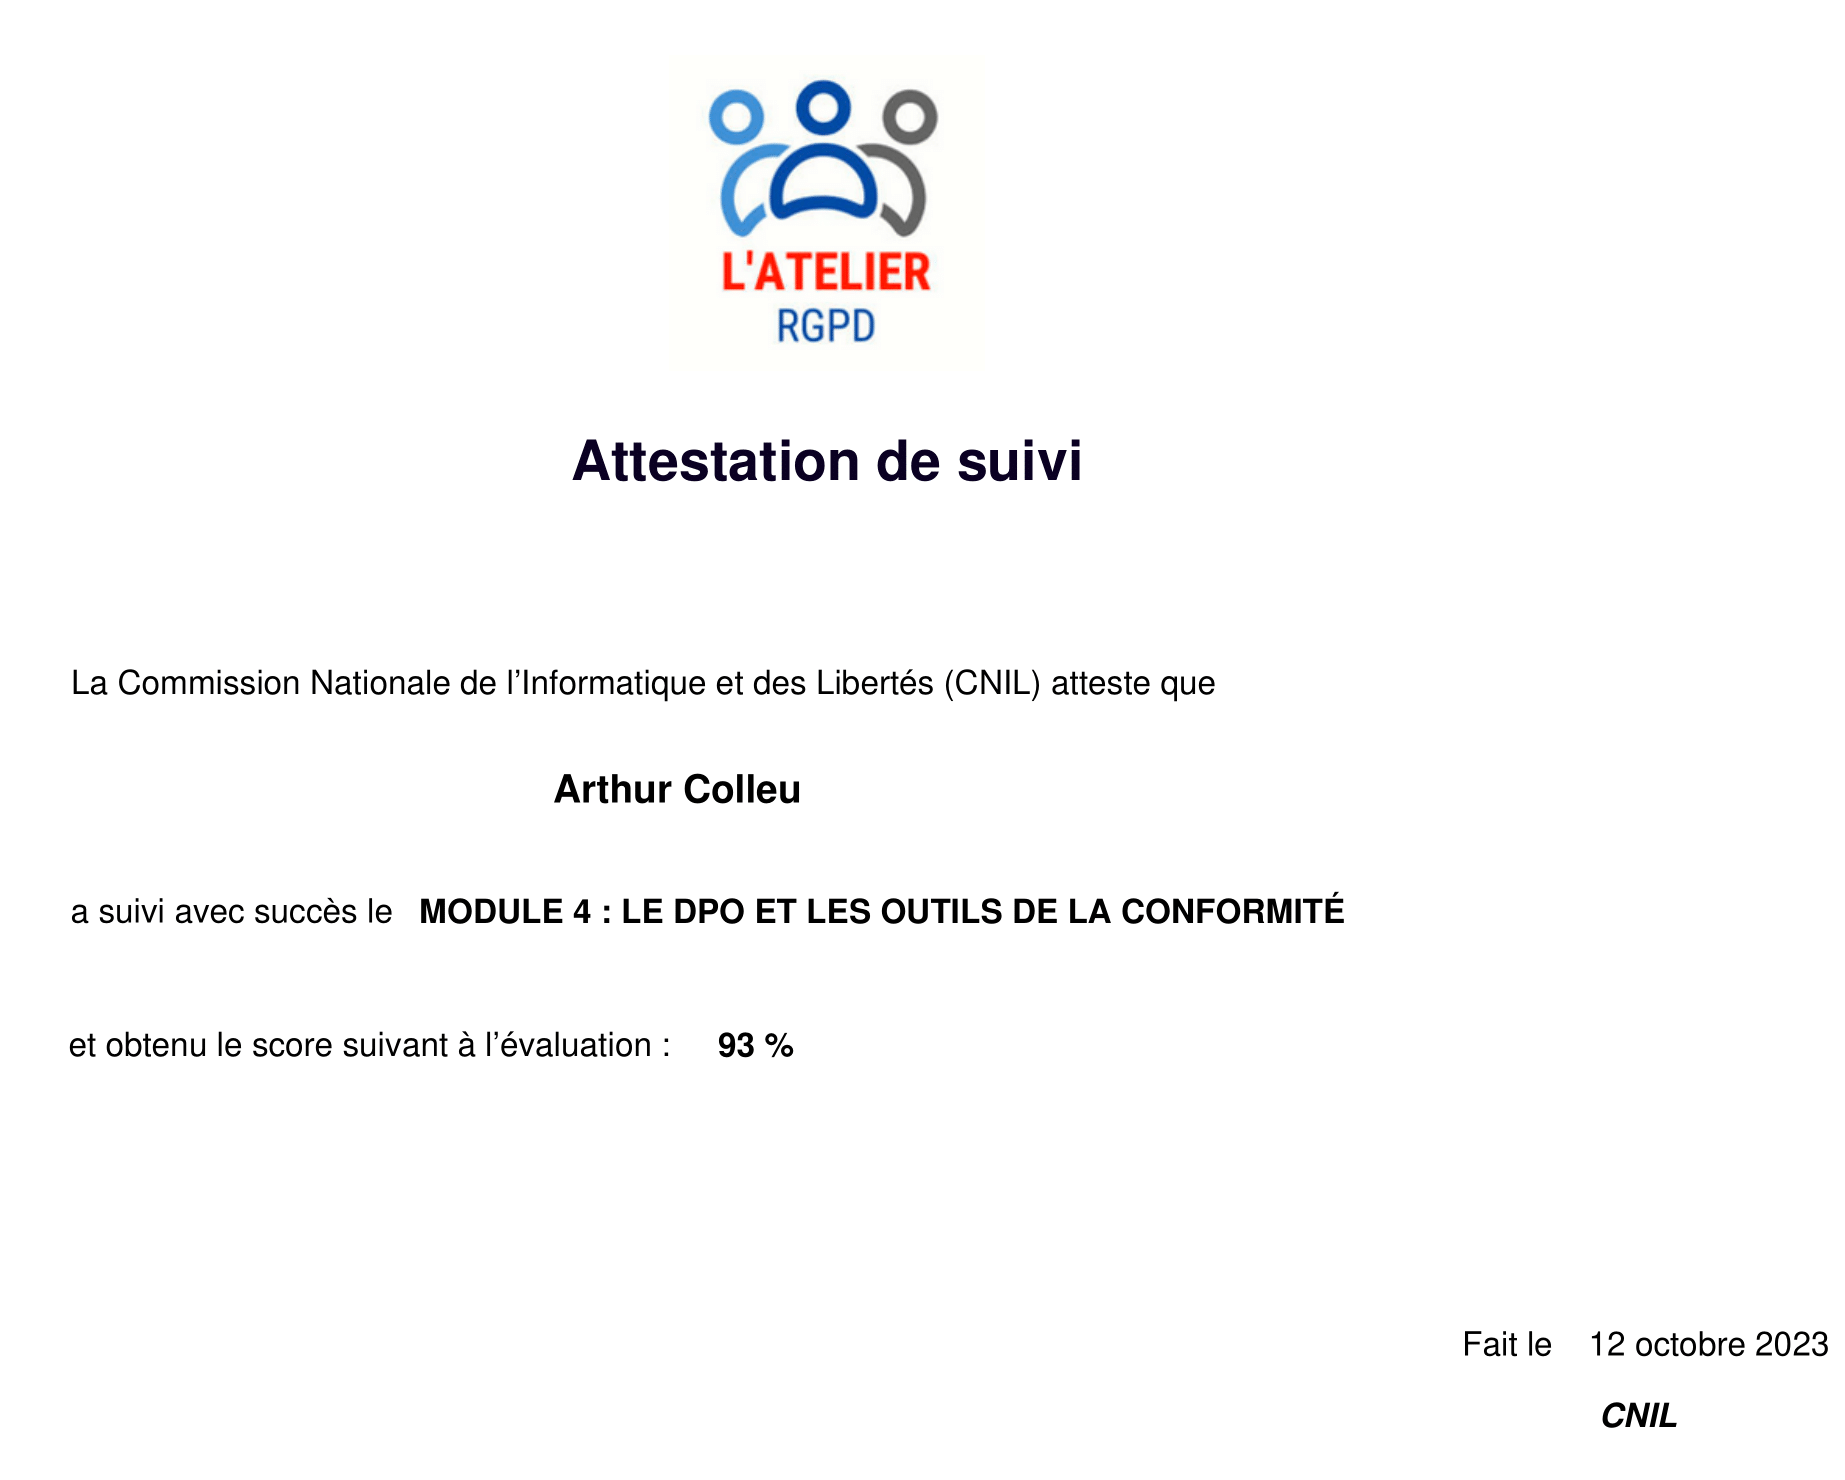 L'ATELIER
RGPD
Attestation de suivi
La Commission Nationale de l’Informatique et des Libertés (CNIL) atteste que
Arthur Colleu
a suivi avec succès le MODULE 4 : LE DPO ET LES OUTILS DE LA CONFORMITÉ
et obtenu le score suivant à l’évaluation : 93 %
Fait le 12 octobre 2023
CNIL